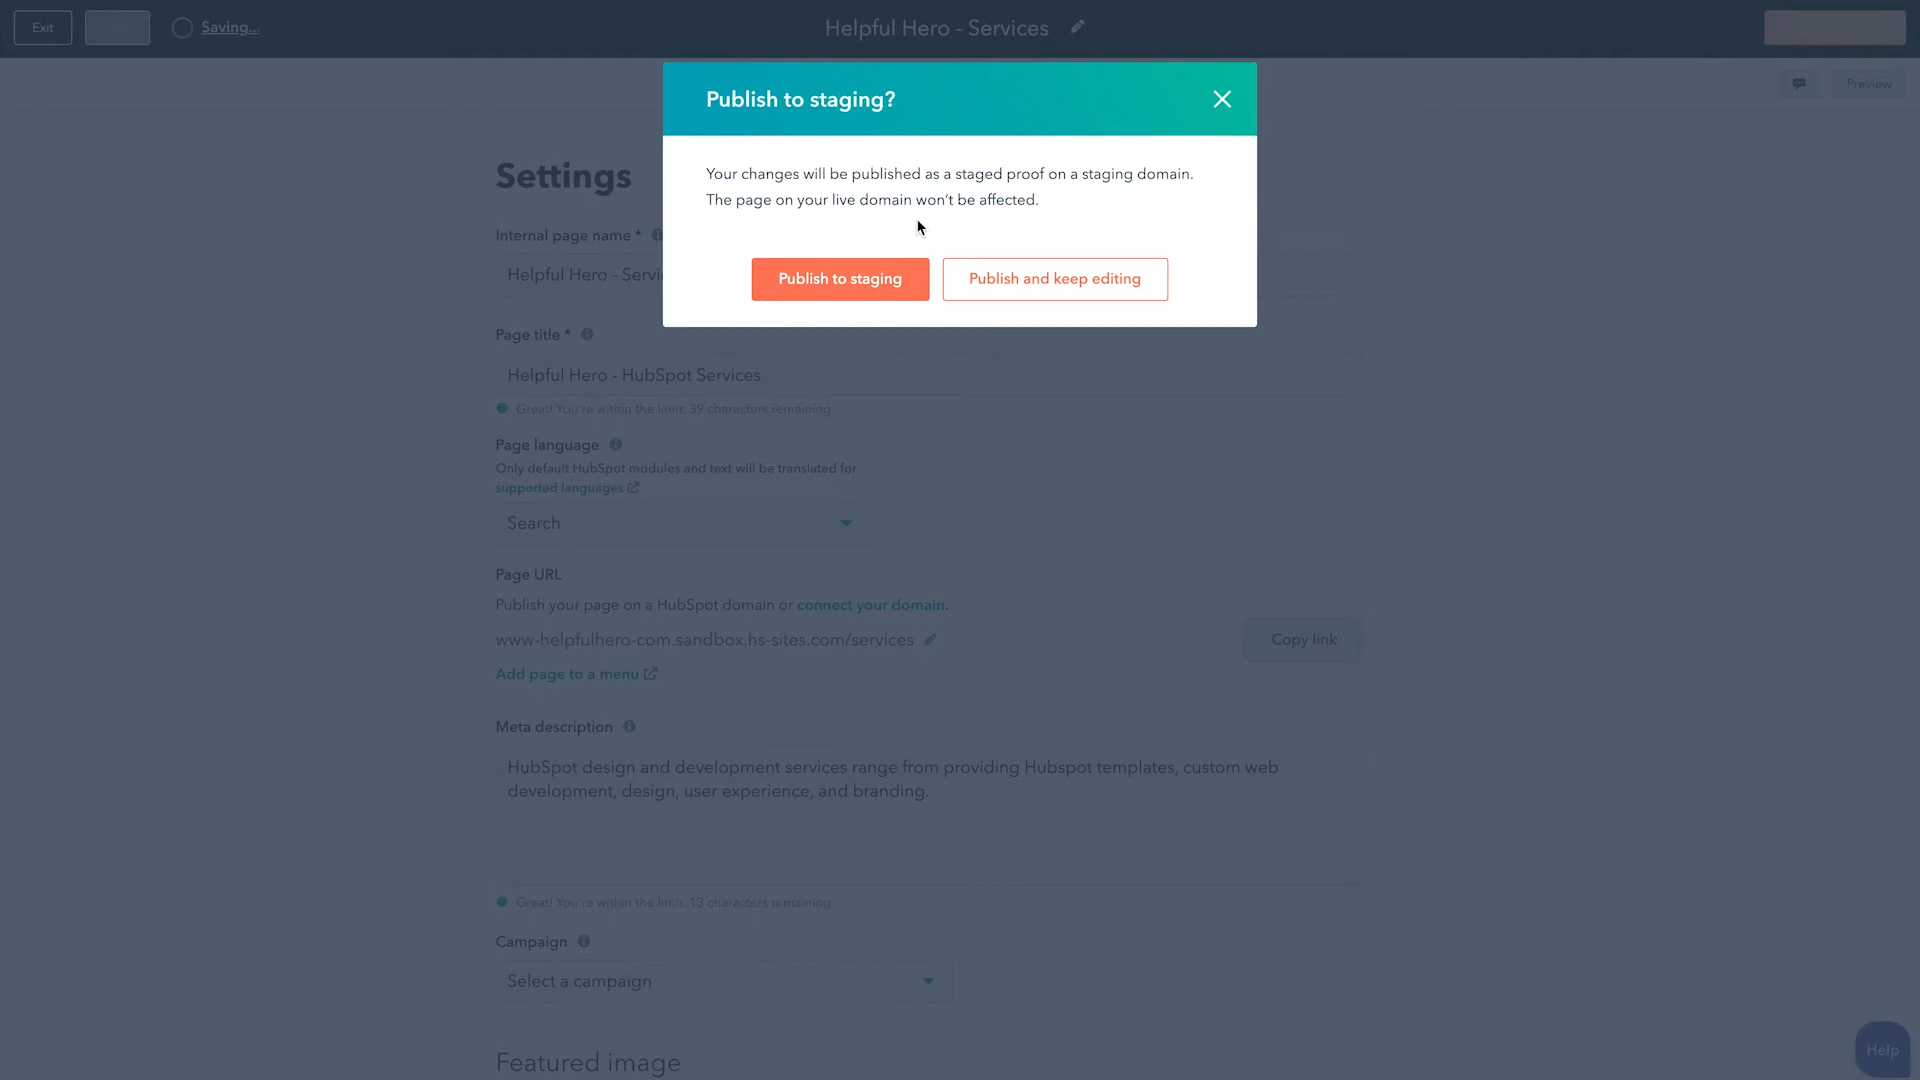 Exit
Saving...
Helpful Hero - Services
Preview
Publish to staging?
Your changes will be published as a staged proof on a staging domain.
The page on your live domain won't be affected.
Publish to staging
Publish and keep editing
Settings
Internal page name *
Helpful Hero - Servi
Page title *
Helpful Hero - HubSpot Services
Great! You're within the limit. 39 characters remaining
Page language
Only default HubSpot modules and text will be translated for
supported languages
Search
Page URL
Publish your page on a HubSpot domain or connect your domain.
www-helpfulhero-com.sandbox.hs-sites.com/services
Copy link
Add page to a menu
Meta description
HubSpot design and development services range from providing Hubspot templates, custom web
development, design, user experience, and branding.
Great! You're within the limit. 13 characters remaining
Campaign
Select a campaign
Featured image
Help